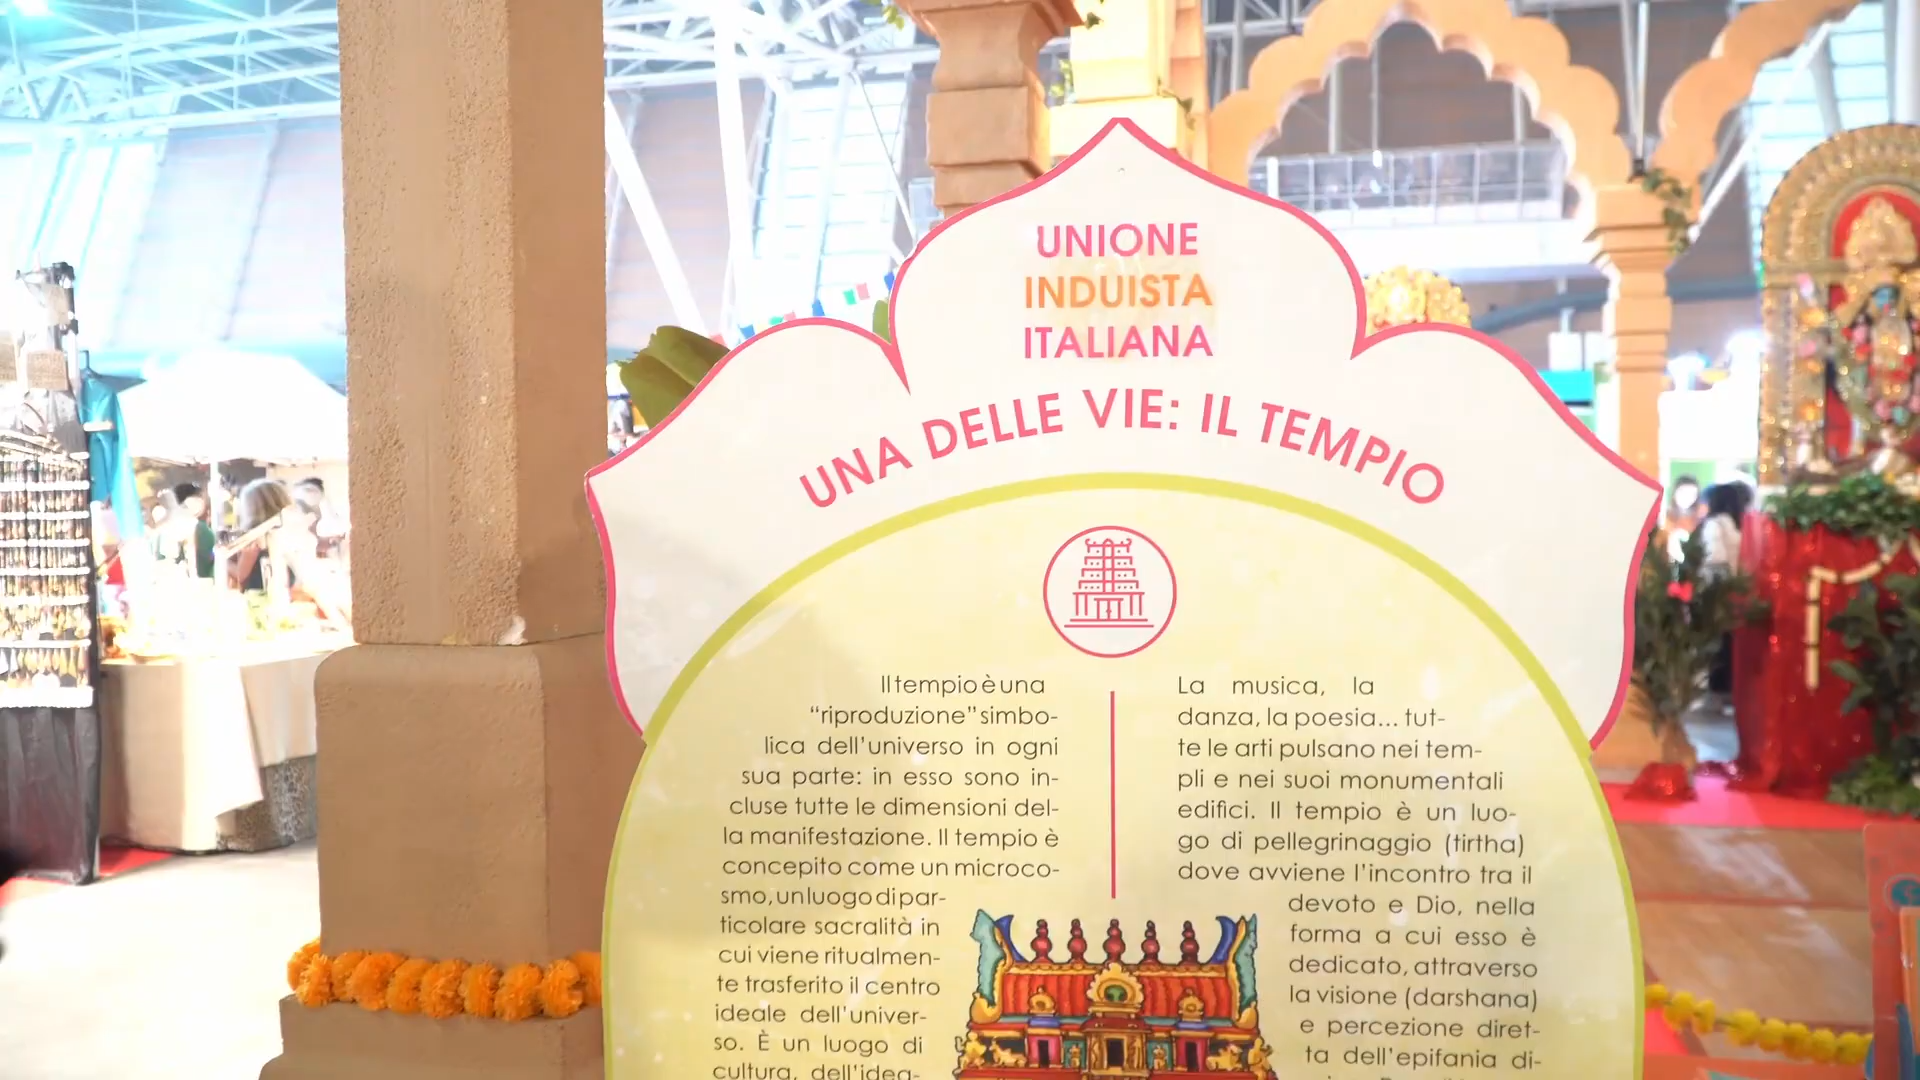 UNIONE
INDUISTA
ITALIANA
UNA DELLE VIE: IL TEMPIO
Il tempio è una
“riproduzione” simbo-
lica dell’universo in ogni
sua parte: in esso sono in-
cluse tutte le dimensioni del-
la manifestazione. Il tempio è
concepito come un microco-
smo, un luogo di par-
ticolare sacralità in
cui viene ritualmen-
te trasferito il centro
ideale dell’univer-
so. È un luogo di
cultura, dell’idea-
La musica, la
danza, la poesia... tut-
te le arti pulsano nei tem-
pli e nei suoi monumentali
edifici. Il tempio è un luo-
go di pellegrinaggio (tirtha)
dove avviene l’incontro tra il
devoto e Dio, nella
forma a cui esso è
dedicato, attraverso
la visione (darshana)
e percezione diret-
ta dell’epifania di-